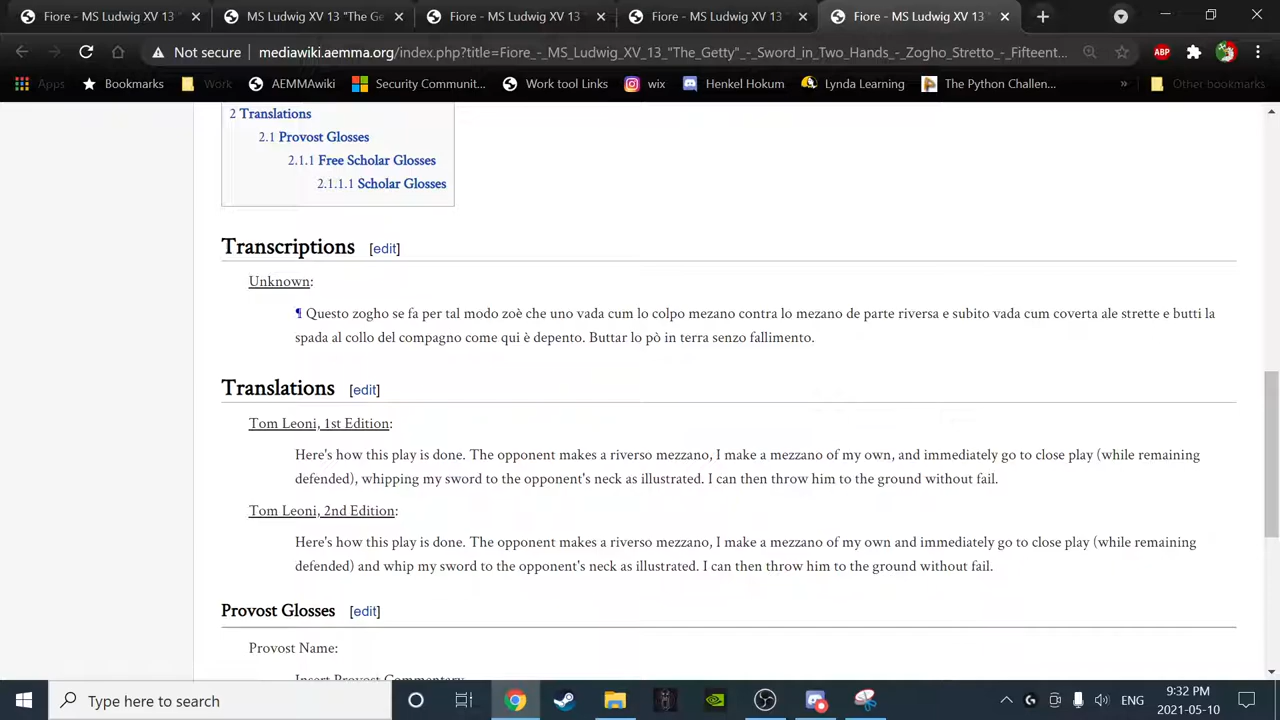 Fiore - MS Ludwig XV 13
MS Ludwig XV 13 "The Ge
Fiore - MS Ludwig XV 13
Fiore - MS Ludwig XV 13 "
Fiore - MS Ludwig XV 13 "
Not secure mediawiki.aemma.org/index.php?title=Fiore_-_MS_Ludwig_XV_13_"The_Getty"_-_Sword_in_Two_Hands_-_Zogho_Stretto_-_Fifteent...
ABP
Apps Bookmarks Work AEMMAwiki Security Communit... Work tool Links wix Henkel Hokum Lynda Learning The Python Challen... » Other bookmarks
2 Translations
2.1 Provost Glosses
2.1.1 Free Scholar Glosses
2.1.1.1 Scholar Glosses
Transcriptions [edit]
Unknown:
¶ Questo zogho se fa per tal modo zoè che uno vada cum lo colpo mezano contra lo mezano de parte riversa e subito vada cum coverta ale strette e butti la
spada al collo del compagno come qui è depento. Buttar lo pò in terra senzo fallimento.
Translations [edit]
Tom Leoni, 1st Edition:
Here's how this play is done. The opponent makes a riverso mezzano, I make a mezzano of my own, and immediately go to close play (while remaining
defended), whipping my sword to the opponent's neck as illustrated. I can then throw him to the ground without fail.
Tom Leoni, 2nd Edition:
Here's how this play is done. The opponent makes a riverso mezzano, I make a mezzano of my own and immediately go to close play (while remaining
defended) and whip my sword to the opponent's neck as illustrated. I can then throw him to the ground without fail.
Provost Glosses [edit]
Provost Name:
Insert Provost Commentary
Type here to search
ENG
9:32 PM
2021-05-10